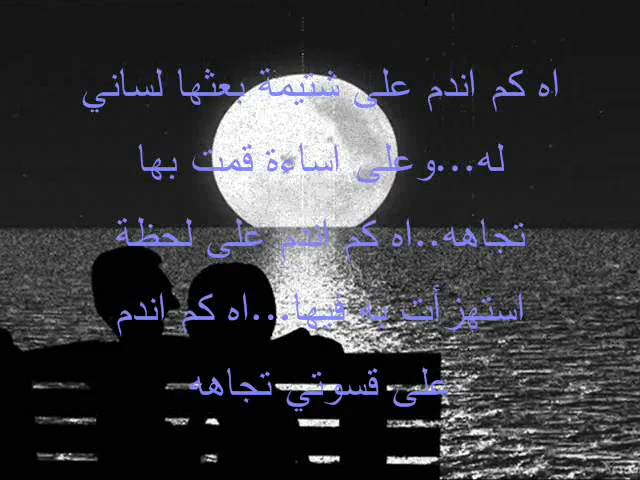 اه كم اندم على شتيمة بعثها لساني
له...وعلى اساءة قمت بها
تجاهه..اه كم اندم على لحظة
استهزأت به فيها...اه كم اندم
على قسوتي تجاهه